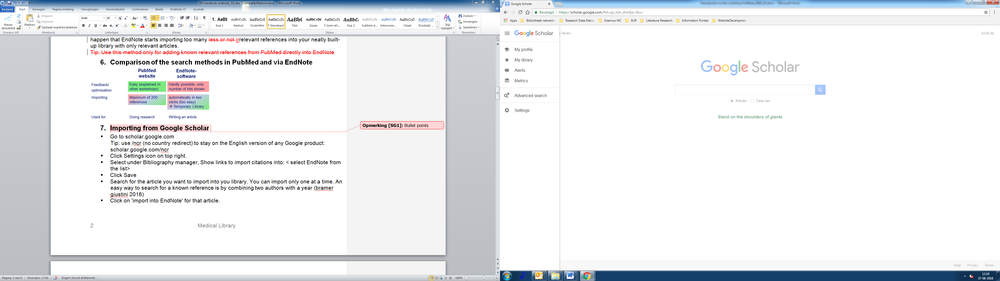 EN handouts endnote_SG.doc (Compatibiliteitsmodus) - Microsoft Word
Bestand Start Invoegen Pagina-indeling Verwijzingen Verzendlijsten Controleren Beeld EndNote X7 Acrobat
Nieuw document
Erasmus MC
Plakken
Knippen
Kopiëren
Opmaak kopiëren/plakken
Klembord
Arial 10
Lettertype
Alinea
1. AaBt AaBbCcDc AaBbCcI AaBbCcDc AaBb( AaBbCcDd AaBbCcDc AaBbCc AaBbCcDc AaBbCcDc AaBbCcD AaBbCcD
Kop 1 Nadruk Ondertitel ¶ Standaard Titel Zwaar ¶ Geen afs... Kop 2 Subtiele b... Intensieve... Citaat Duidelijk ...
Stijlen
Stijl wijzigen
Zoeken
Vervangen
Selecteren
Bewerken
happen that EndNote starts importing too many less or not irrelevant references into your neatly built-
up library with only relevant articles.
Tip: Use this method only for adding known relevant references from PubMed directly into EndNote
6. Comparison of the search methods in PubMed and via EndNote
PubMed website
EndNote-software
Feedback/ optimisation
Easy (explained in other workshops)
Hardly possible, only number of hits shown
Importing
Maximum of 200 references
automatically in two clicks (too easy)
→ Temporary Library
Used for: Doing research Writing an article
7. Importing from Google Scholar
Opmerking [SG1]: Bullet points
▪ Go to scholar.google.com
Tip: use /ncr (no country redirect) to stay on the English version of any Google product:
scholar.google.com/ncr
▪ Click Settings icon on top right.
▪ Select under Bibliography manager, Show links to import citations into: < select EndNote from
the list>
▪ Click Save
▪ Search for the article you want to import into you library. You can import only one at a time. An
easy way to search for a known reference is by combining two authors with a year (bramer
giustini 2016)
▪ Click on 'import into EndNote' for that article.
2 Medical Library
Pagina: 2 van 8 Woorden: 2.716 Engels (Groot-Brittannië) 160%
Google Scholar
Beveiligd https://scholar.google.com/#d=gs_hdr_drw&p=&u=
Apps Bibliotheek netwerke Research Data Mana Erasmus MC EUR Literature Research Information Portals WebsiteDevelopmen
Google Scholar
y library
SIGN IN
My profile
My library
Alerts
Metrics
Advanced search
Settings
Google Scholar
Articles Case law
Stand on the shoulders of giants
Help Privacy Terms
12:19
27-08-2018